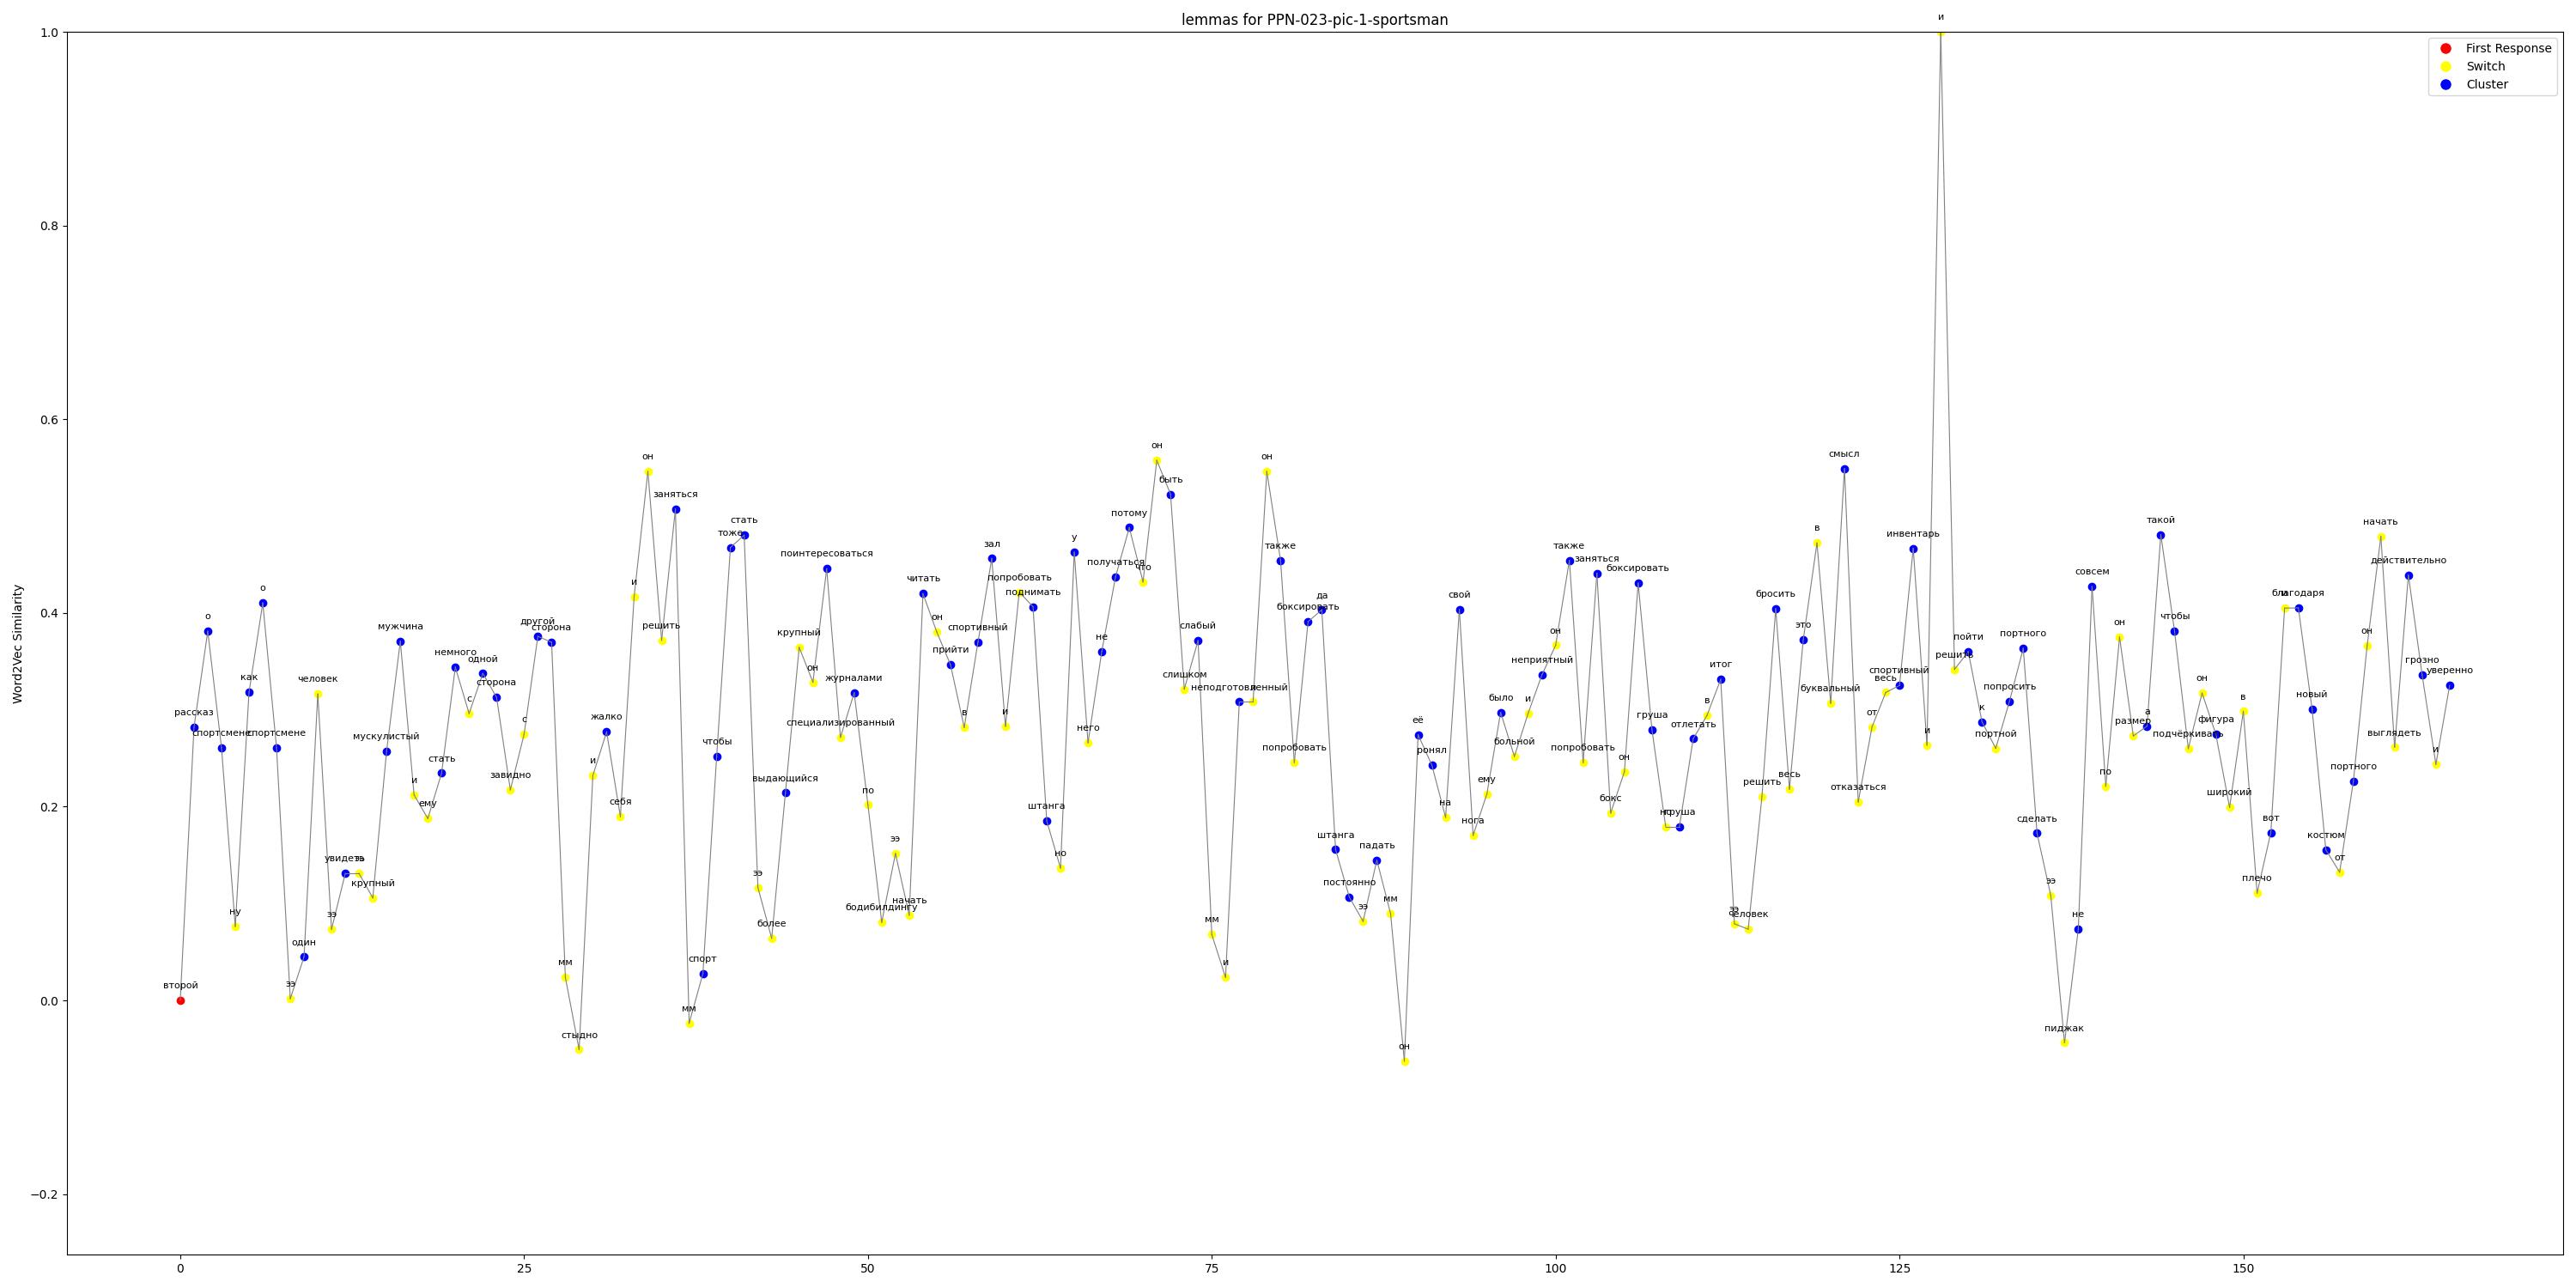 lemmas for PPN-023-pic-1-sportsman
First Response
Switch
Cluster
Word2Vec Similarity
1.0
0.8
0.6
0.4
0.2
0.0
−0.2
0
25
50
75
100
125
150
второй
рассказ
о
спортсмене
ну
как
о
спортсмене
ээ
один
человек
ээ
увидеть
крупный
мускулистый
мужчина
и
ему
стать
немного
с
одной
сторона
завидно
с
другой
сторона
мм
стыдно
и
жалко
себя
и
он
решить
заняться
мм
спорт
чтобы
тоже
стать
ээ
более
выдающийся
крупный
он
поинтересоваться
специализированный
журналами
по
бодибилдингу
ээ
начать
читать
он
прийти
в
спортивный
зал
и
попробовать
поднимать
штанга
но
у
него
не
получаться
потому
что
он
быть
слишком
слабый
мм
и
неподготовленный
он
также
попробовать
боксировать
да
штанга
постоянно
ээ
падать
мм
он
её
ронял
на
свой
нога
ему
было
больной
и
неприятный
он
также
попробовать
заняться
бокс
он
боксировать
груша
но
груша
отлетать
в
итог
ээ
человек
решить
бросить
весь
это
в
буквальный
смысл
отказаться
от
весь
спортивный
инвентарь
и
и
решить
пойти
к
портной
попросить
портного
сделать
ээ
пиджак
не
совсем
по
он
размер
а
такой
чтобы
подчёркивать
он
фигура
широкий
в
плечо
вот
и
благодаря
новый
костюм
от
портного
он
начать
выглядеть
действительно
грозно
и
уверенно